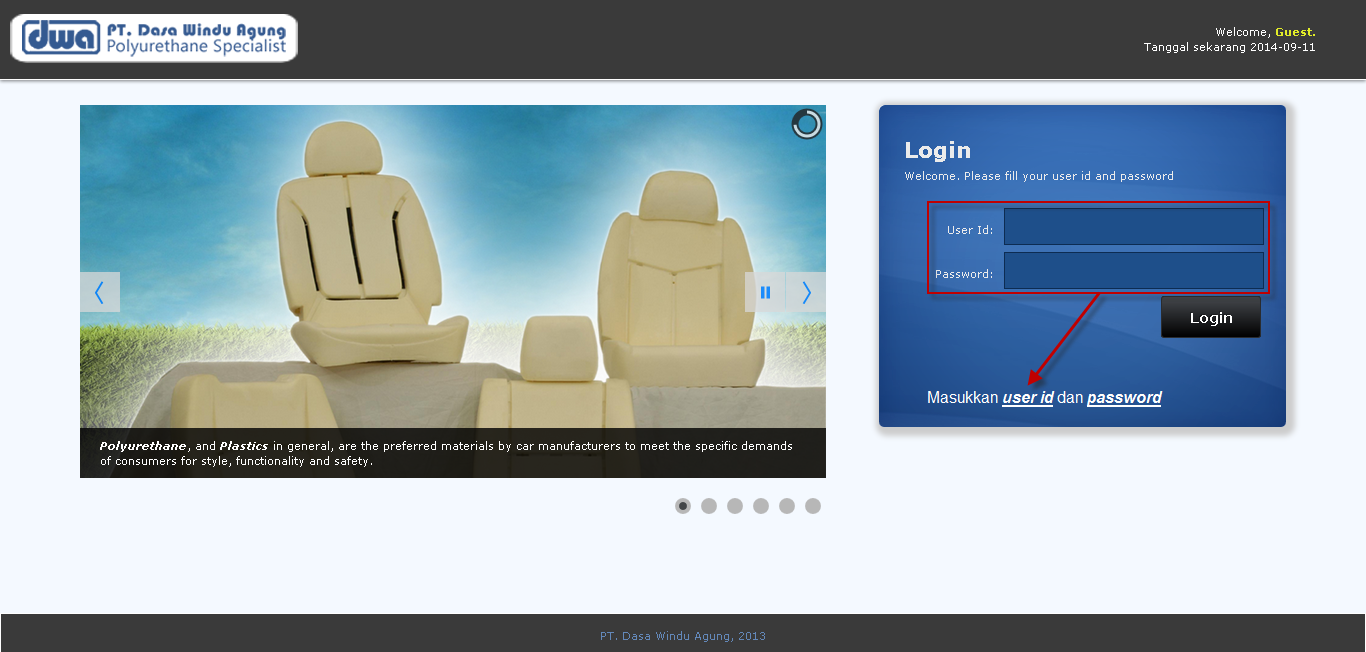 dwa PT. Dasa Windu Agung
Polyurethane Specialist
Welcome, Guest.
Tanggal sekarang 2014-09-11
Polyurethane, and Plastics in general, are the preferred materials by car manufacturers to meet the specific demands
of consumers for style, functionality and safety.
Login
Welcome. Please fill your user id and password
User Id:
Password:
Login
Masukkan user id dan password
PT. Dasa Windu Agung, 2013